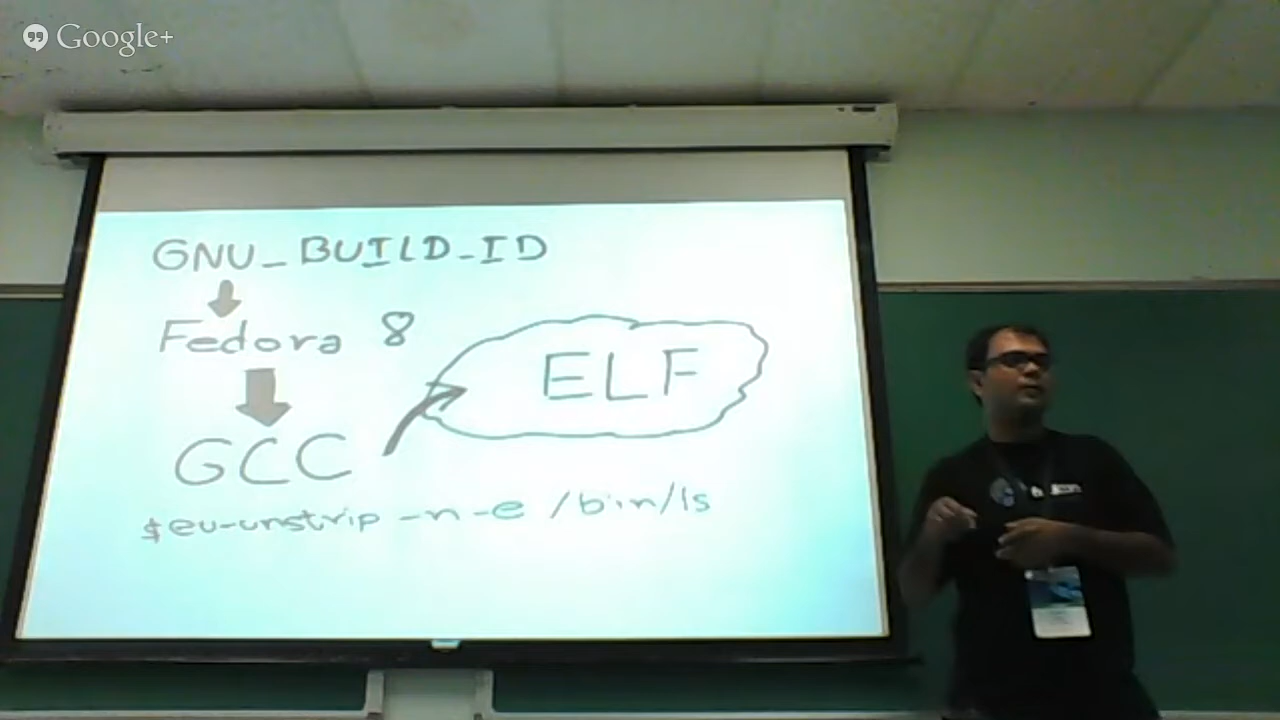 Google+
GNU_BUILD_ID
Fedora 8
ELF
GCC
$eu-unstrip -n -e /bin/ls